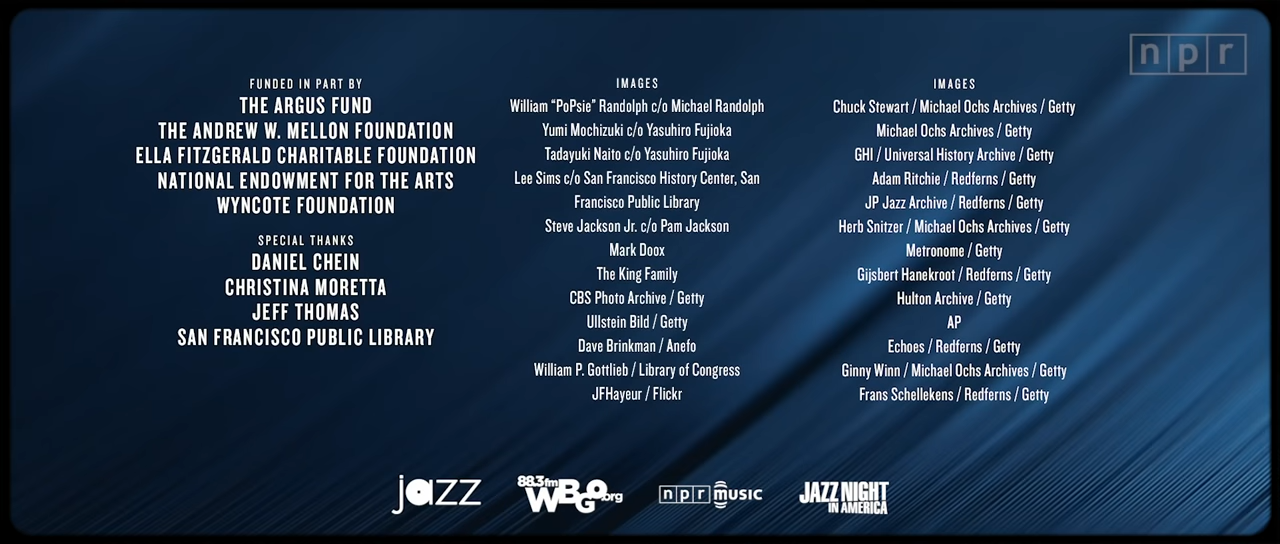 npr
FUNDED IN PART BY
THE ARGUS FUND
THE ANDREW W. MELLON FOUNDATION
ELLA FITZGERALD CHARITABLE FOUNDATION
NATIONAL ENDOWMENT FOR THE ARTS
WYNCOTE FOUNDATION
SPECIAL THANKS
DANIEL CHEIN
CHRISTINA MORETTA
JEFF THOMAS
SAN FRANCISCO PUBLIC LIBRARY
IMAGES
William “PoPsie” Randolph c/o Michael Randolph
Yumi Mochizuki c/o Yasuhiro Fujioka
Tadayuki Naito c/o Yasuhiro Fujioka
Lee Sims c/o San Francisco History Center, San
Francisco Public Library
Steve Jackson Jr. c/o Pam Jackson
Mark Doox
The King Family
CBS Photo Archive / Getty
Ullstein Bild / Getty
Dave Brinkman / Anefo
William P. Gottlieb / Library of Congress
JFHayeur / Flickr
IMAGES
Chuck Stewart / Michael Ochs Archives / Getty
Michael Ochs Archives / Getty
GHI / Universal History Archive / Getty
Adam Ritchie / Redferns / Getty
JP Jazz Archive / Redferns / Getty
Herb Snitzer / Michael Ochs Archives / Getty
Metronome / Getty
Gijsbert Hanekroot / Redferns / Getty
Hulton Archive / Getty
AP
Echoes / Redferns / Getty
Ginny Winn / Michael Ochs Archives / Getty
Frans Schellekens / Redferns / Getty
jazz
88.3fm
WBGO.org
npr music
JAZZ NIGHT
IN AMERICA